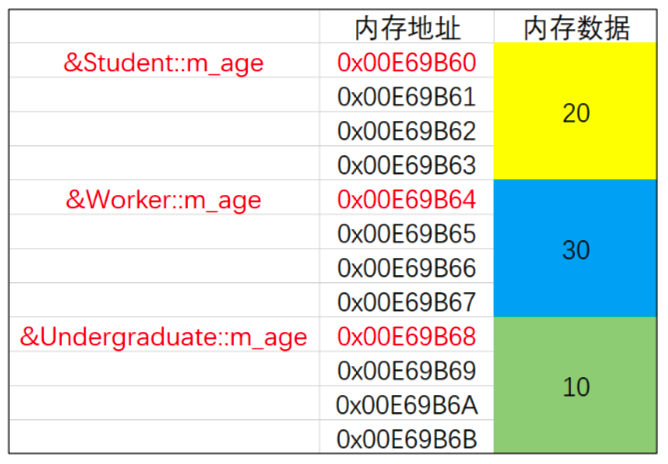 内存地址 内存数据
&Student::m_age 0x00E69B60
0x00E69B61
20
0x00E69B62
0x00E69B63
&Worker::m_age 0x00E69B64
0x00E69B65
30
0x00E69B66
0x00E69B67
&Undergraduate::m_age 0x00E69B68
0x00E69B69
10
0x00E69B6A
0x00E69B6B